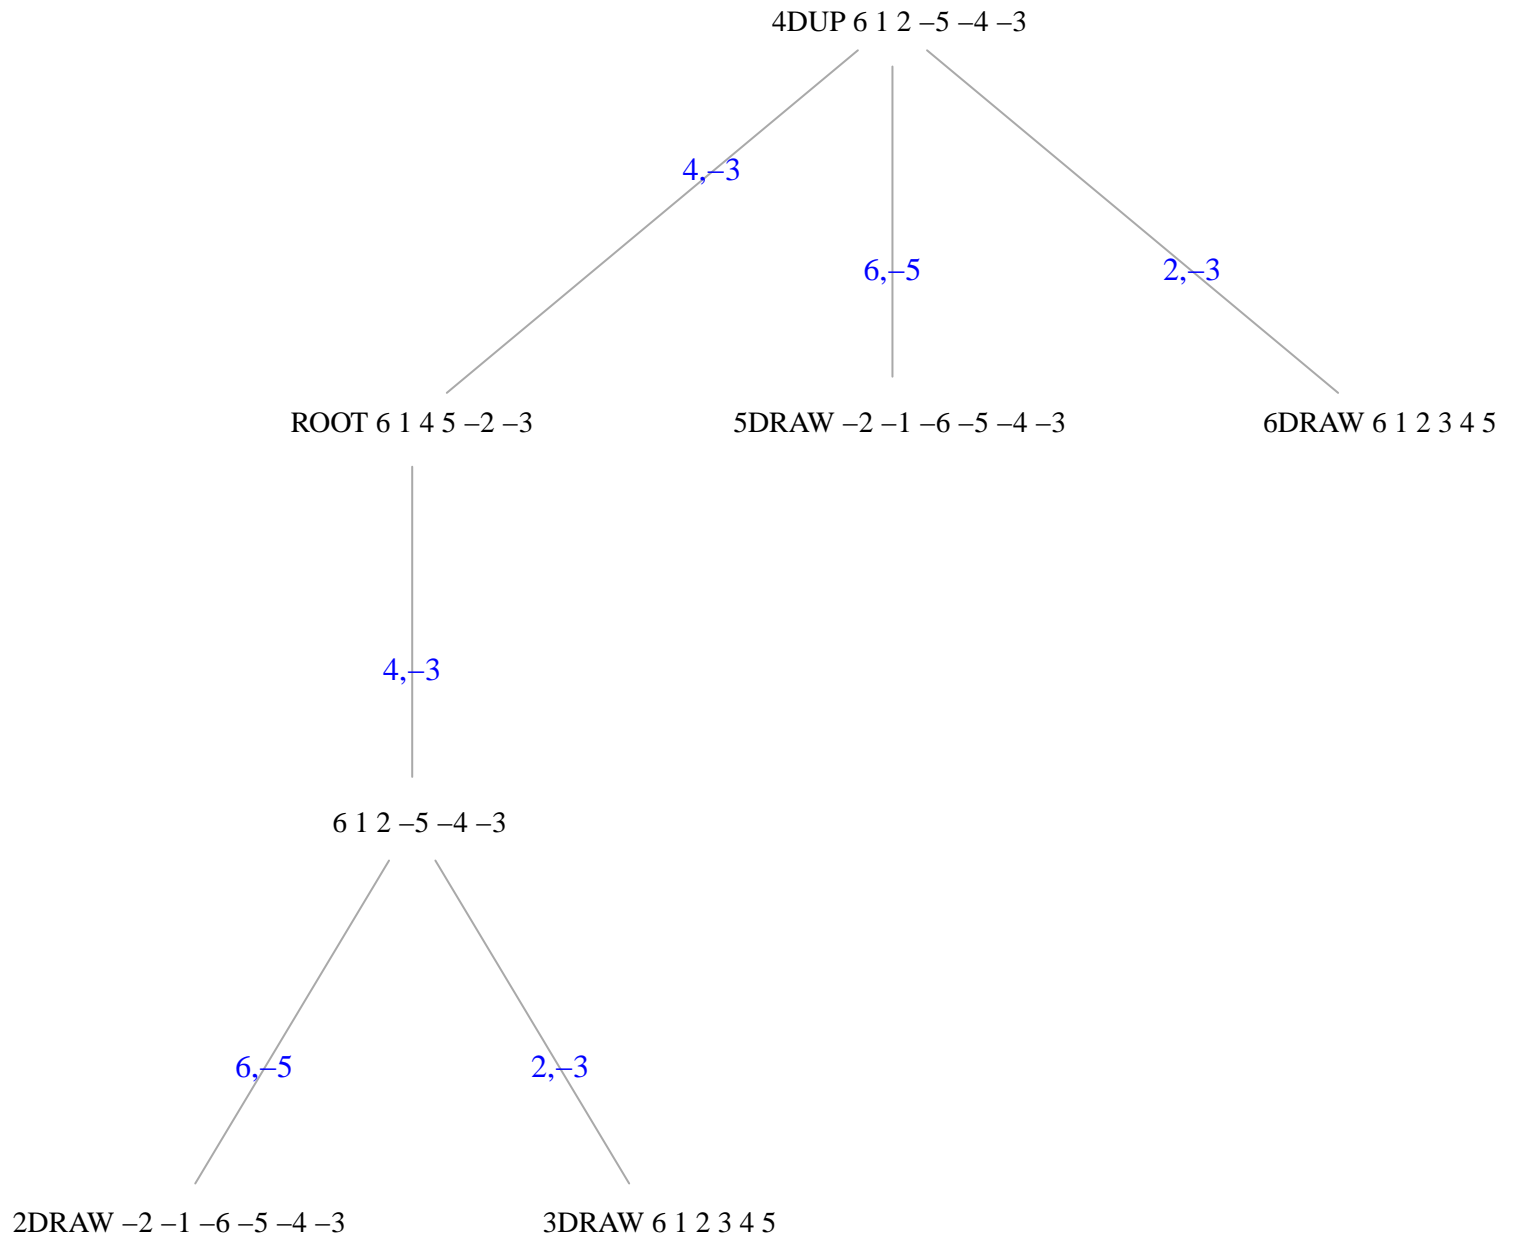 4DUP 6 1 2 –5 –4 –3
4,–3
6,–5
2,–3
ROOT 6 1 4 5 –2 –3
5DRAW –2 –1 –6 –5 –4 –3
6DRAW 6 1 2 3 4 5
4,–3
6 1 2 –5 –4 –3
6,–5
2,–3
2DRAW –2 –1 –6 –5 –4 –3
3DRAW 6 1 2 3 4 5